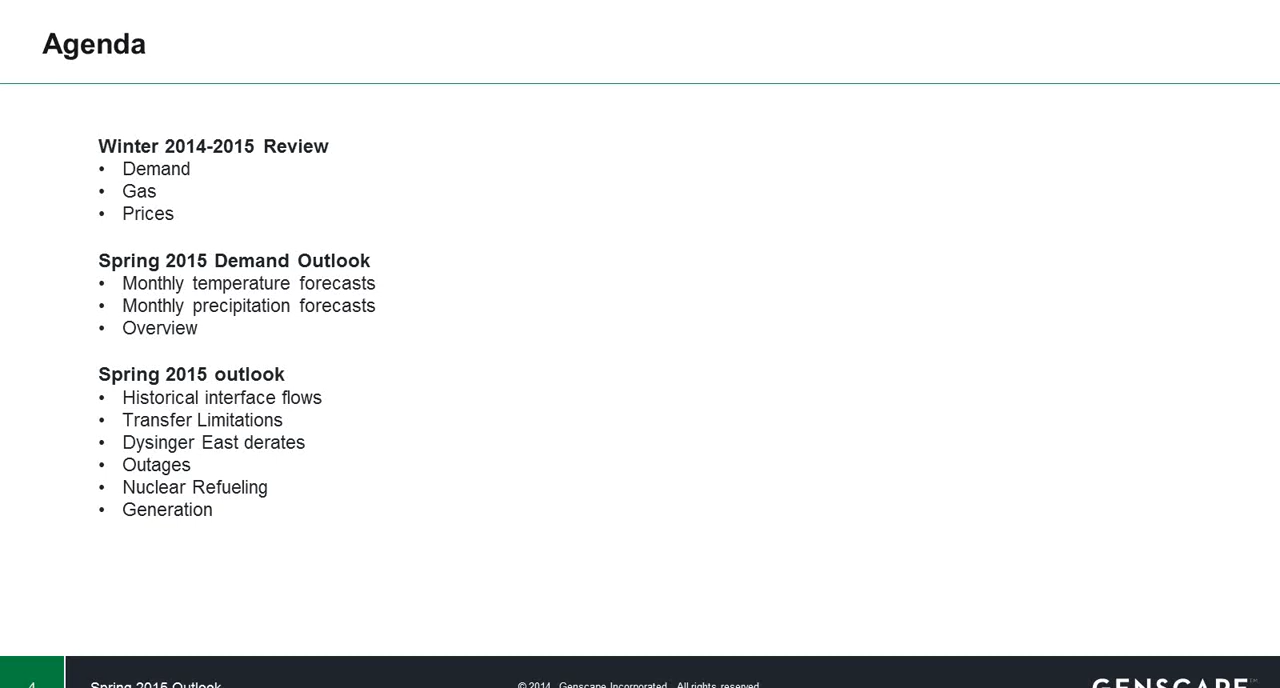 Agenda
Winter 2014-2015 Review
• Demand
• Gas
• Prices
Spring 2015 Demand Outlook
• Monthly temperature forecasts
• Monthly precipitation forecasts
• Overview
Spring 2015 outlook
• Historical interface flows
• Transfer Limitations
• Dysinger East derates
• Outages
• Nuclear Refueling
• Generation
4 Spring 2015 Outlook © 2014 Genscape Incorporated. All rights reserved. GENSCAPE™